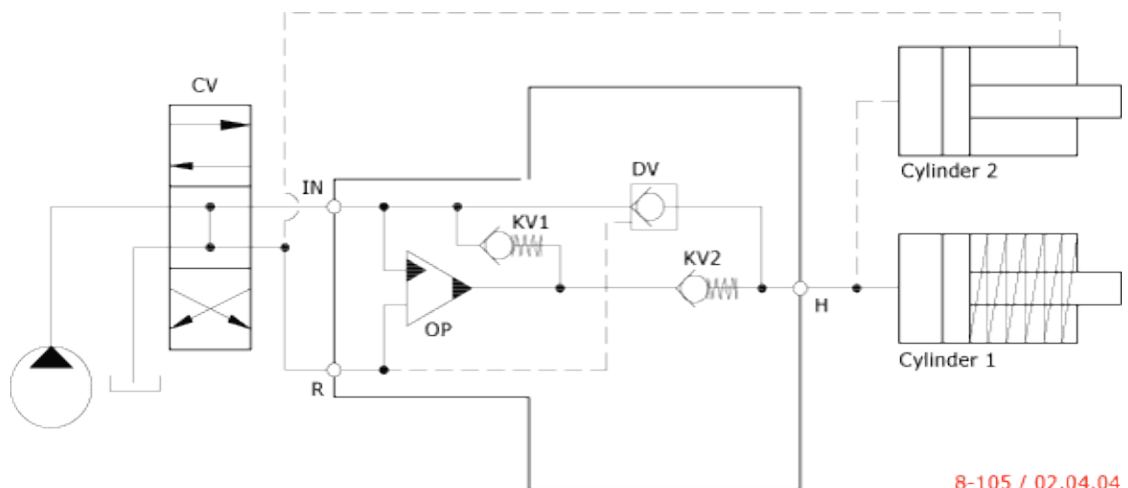 CV
Cylinder 2
IN
DV
KV1
KV2
OP
H
R
Cylinder 1
8-105 / 02.04.04